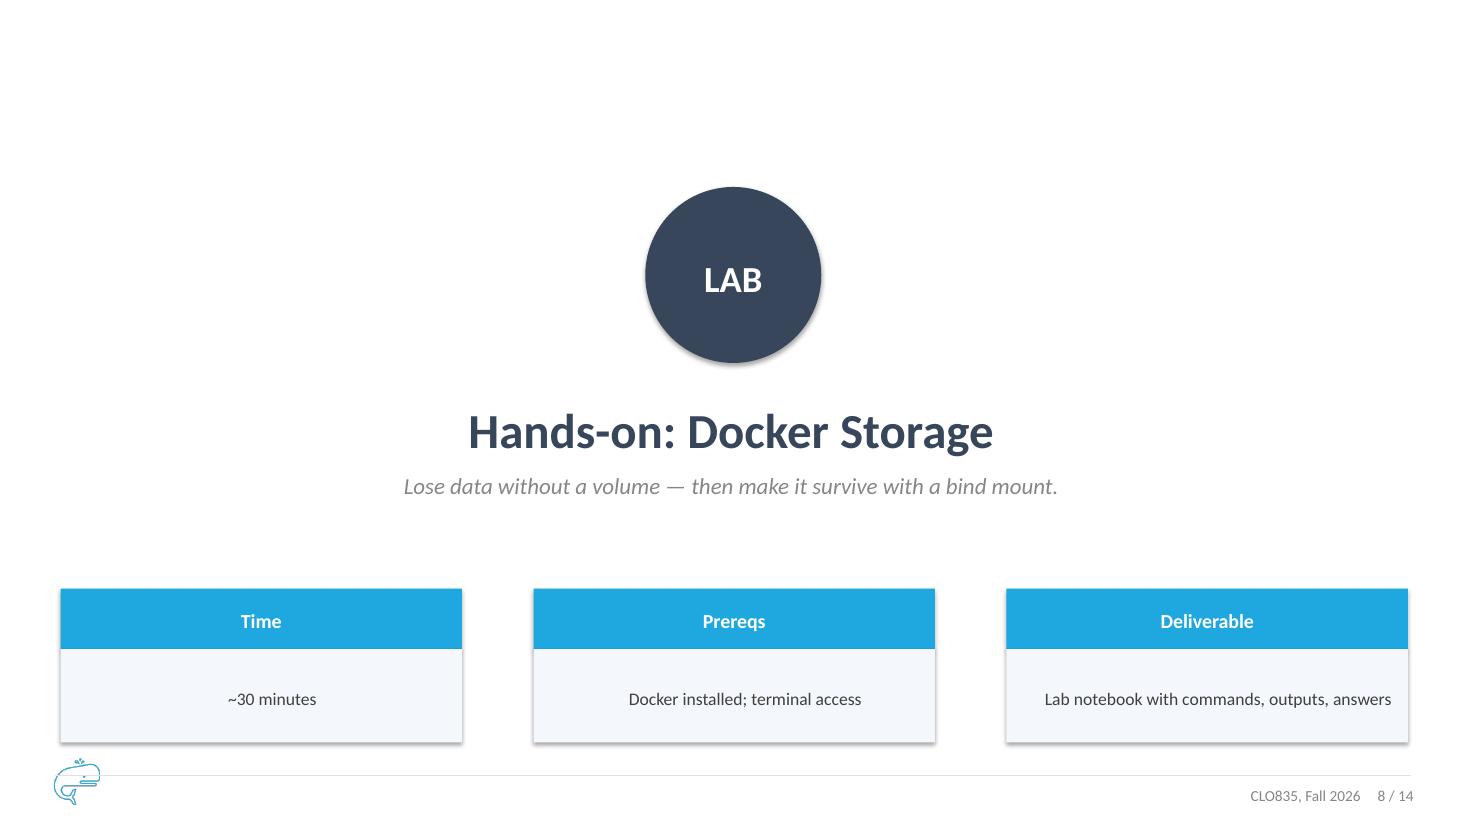 LAB
Hands-on: Docker Storage
Lose data without a volume — then make it survive with a bind mount.
Time
Prereqs
Deliverable
~30 minutes
Docker installed; terminal access
Lab notebook with commands, outputs, answers
CLO835, Fall 2026 8 / 14